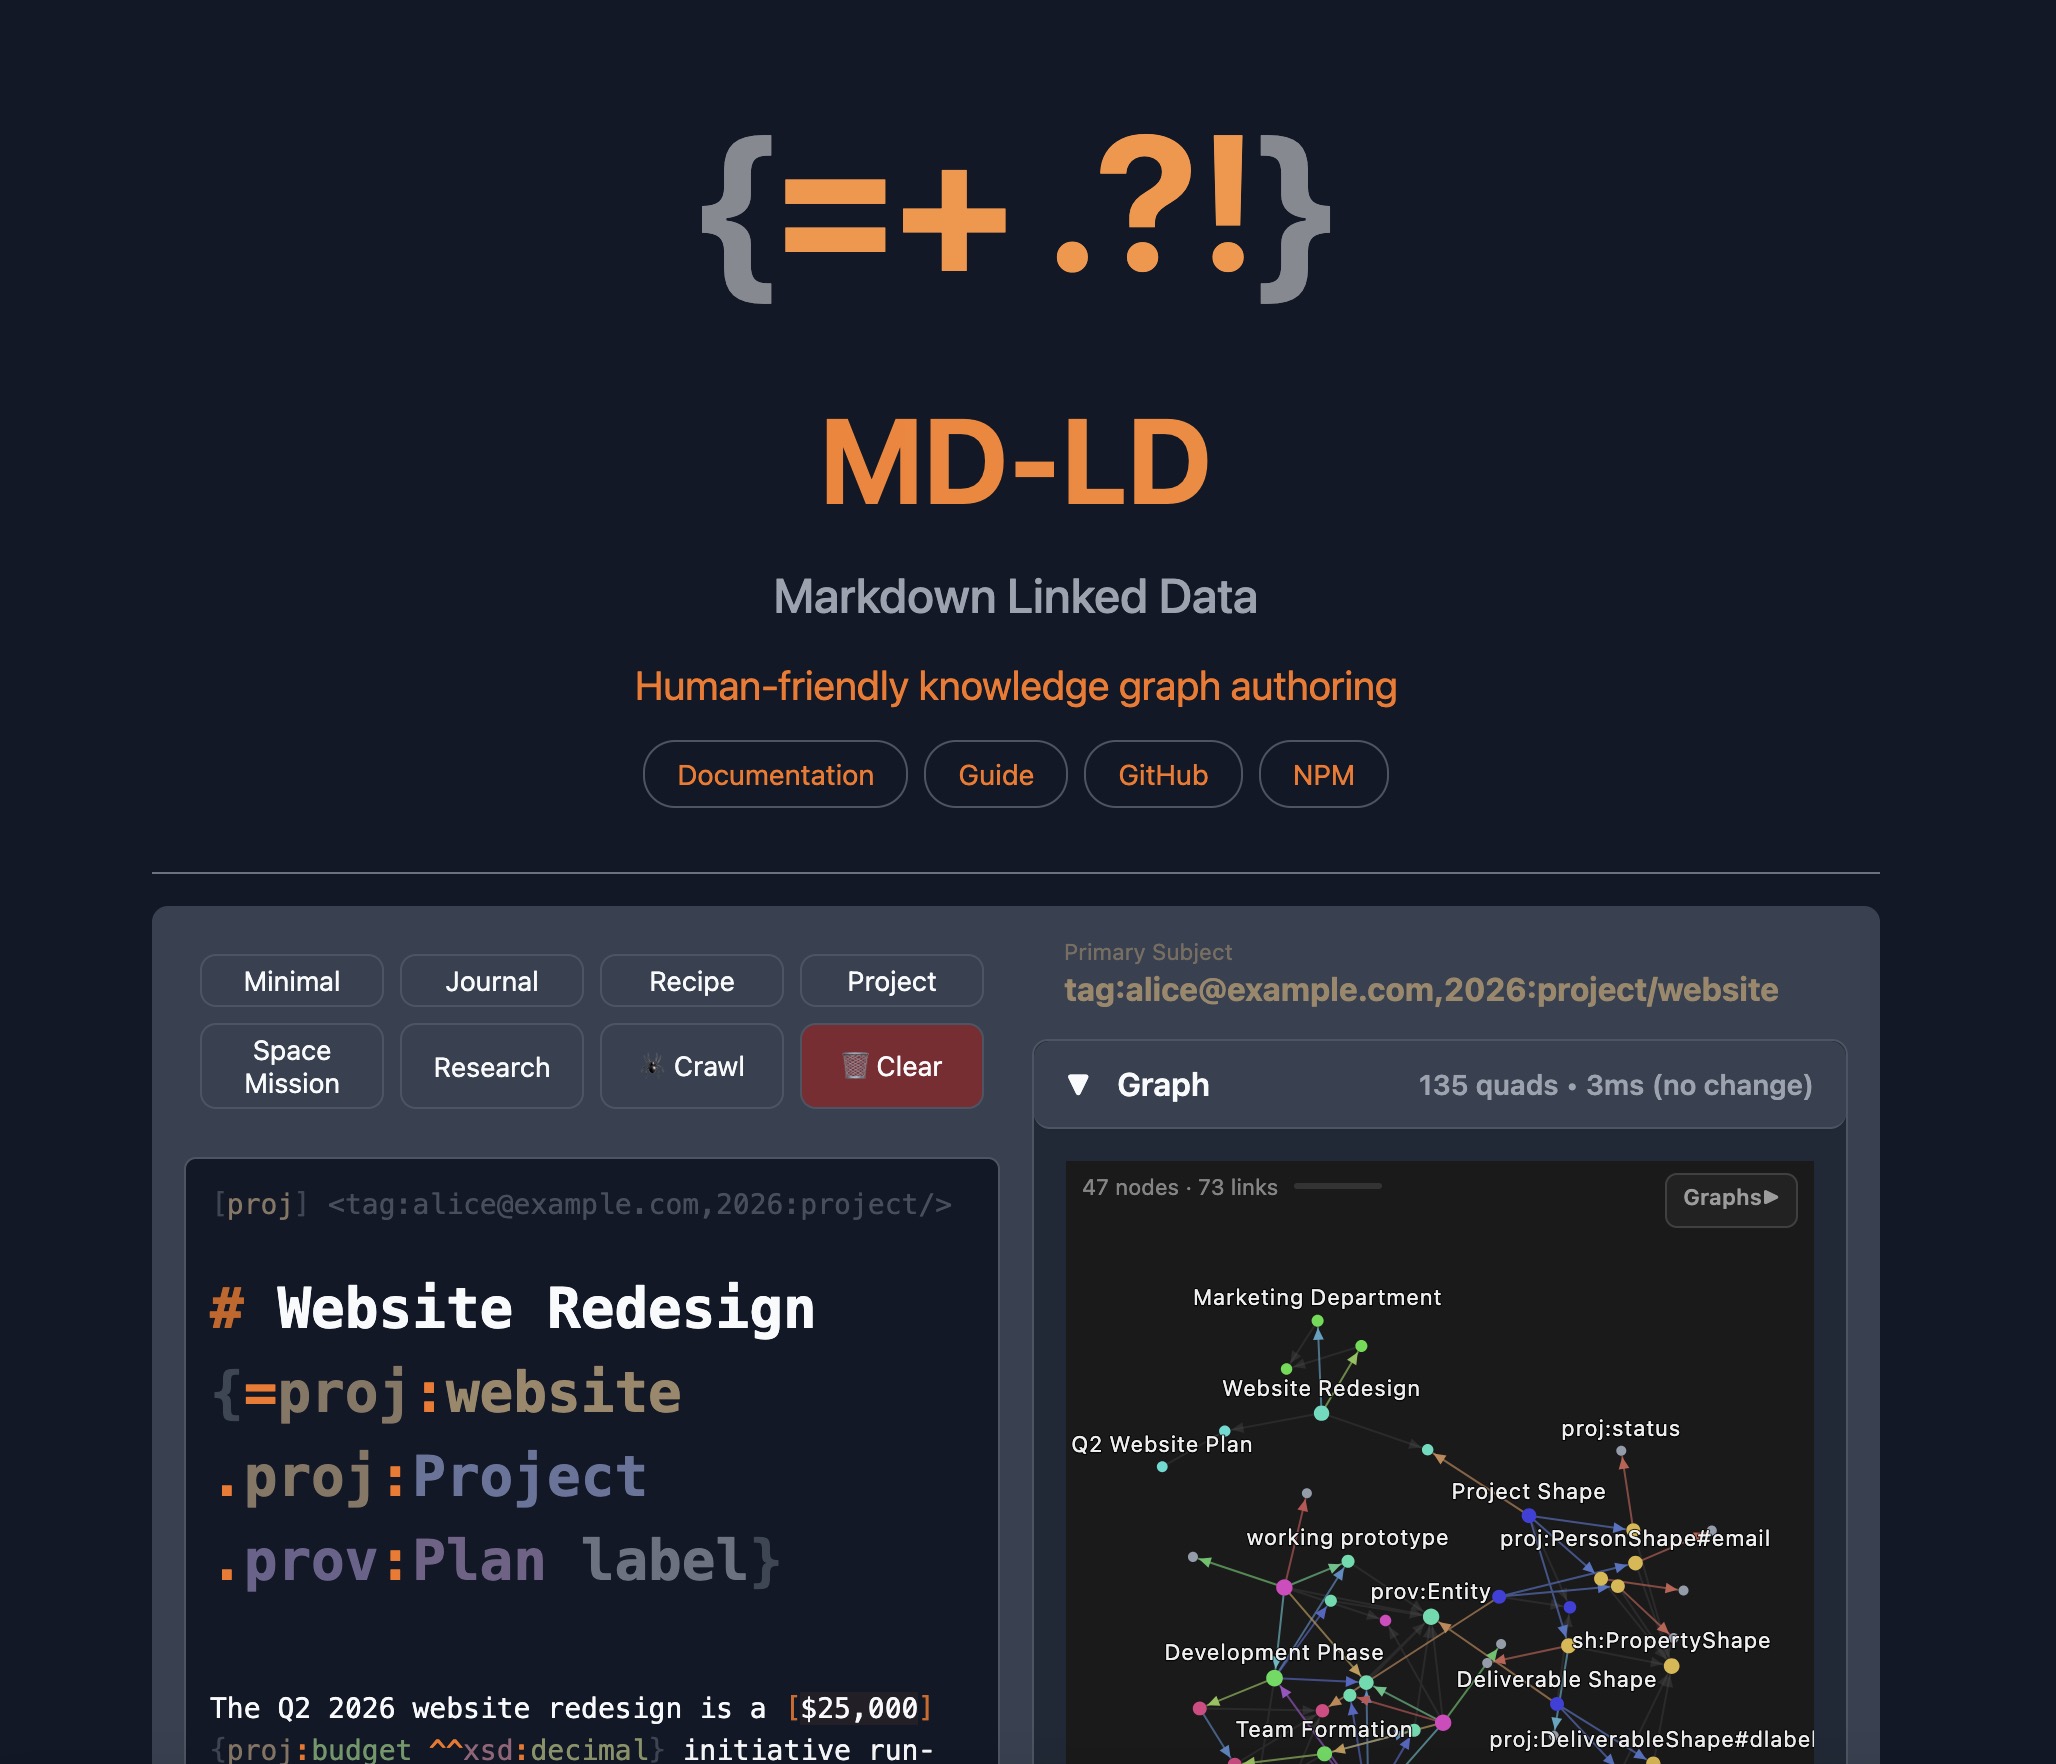 {=+ .?!}
MD-LD
Markdown Linked Data
Human-friendly knowledge graph authoring
Documentation
Guide
GitHub
NPM
Minimal
Journal
Recipe
Project
Space
Mission
Research
🕷 Crawl
🗑 Clear
[proj] <tag:alice@example.com,2026:project/>
# Website Redesign
{=proj:website
.proj:Project
.prov:Plan label}
The Q2 2026 website redesign is a [$25,000]
{proj:budget ^^xsd:decimal} initiative run-
Primary Subject
tag:alice@example.com,2026:project/website
▼ Graph
135 quads • 3ms (no change)
47 nodes · 73 links
Graphs▶
Marketing Department
Website Redesign
Q2 Website Plan
proj:status
Project Shape
working prototype
proj:PersonShape#email
prov:Entity
sh:PropertyShape
Development Phase
Deliverable Shape
Team Formation
proj:DeliverableShape#dlabel